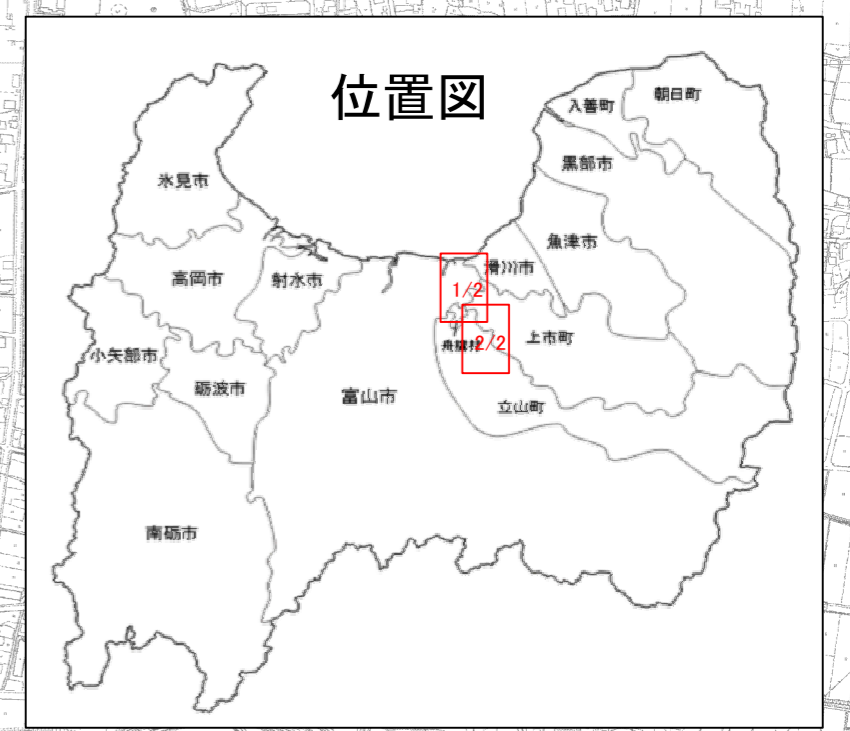 位置図
朝日町
入善町
黒部市
氷見市
魚津市
滑川市
高岡市
射水市
1/2
上市町
2/2
小矢部市
砺波市
富山市
立山町
南砺市